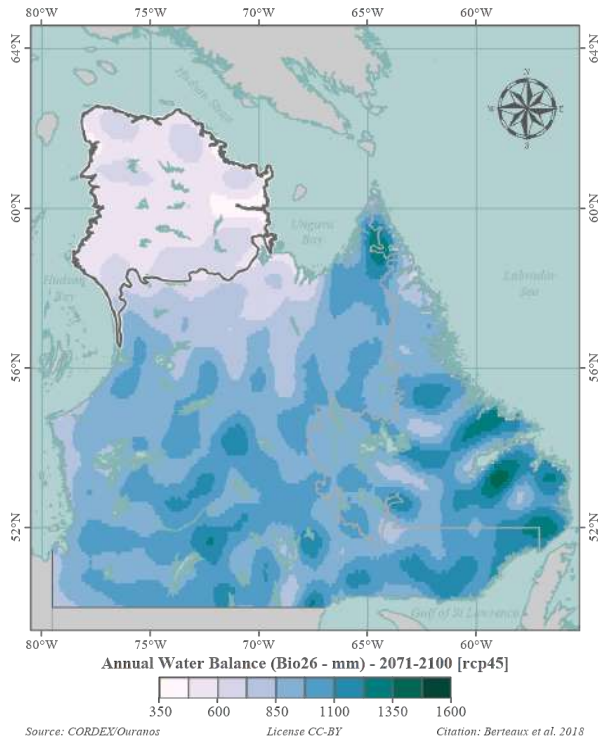 80°W 75°W 70°W 65°W 60°W
64°N 64°N
Hudson Strait
N
W E
S
60°N 60°N
Ungava
Bay
Hudson
Bay
Labrador
Sea
56°N 56°N
52°N 52°N
Gulf of St Lawrence
80°W 75°W 70°W 65°W 60°W
Annual Water Balance (Bio26 - mm) - 2071-2100 [rcp45]
350 600 850 1100 1350 1600
Source: CORDEX/Ouranos License CC-BY Citation: Berteaux et al. 2018